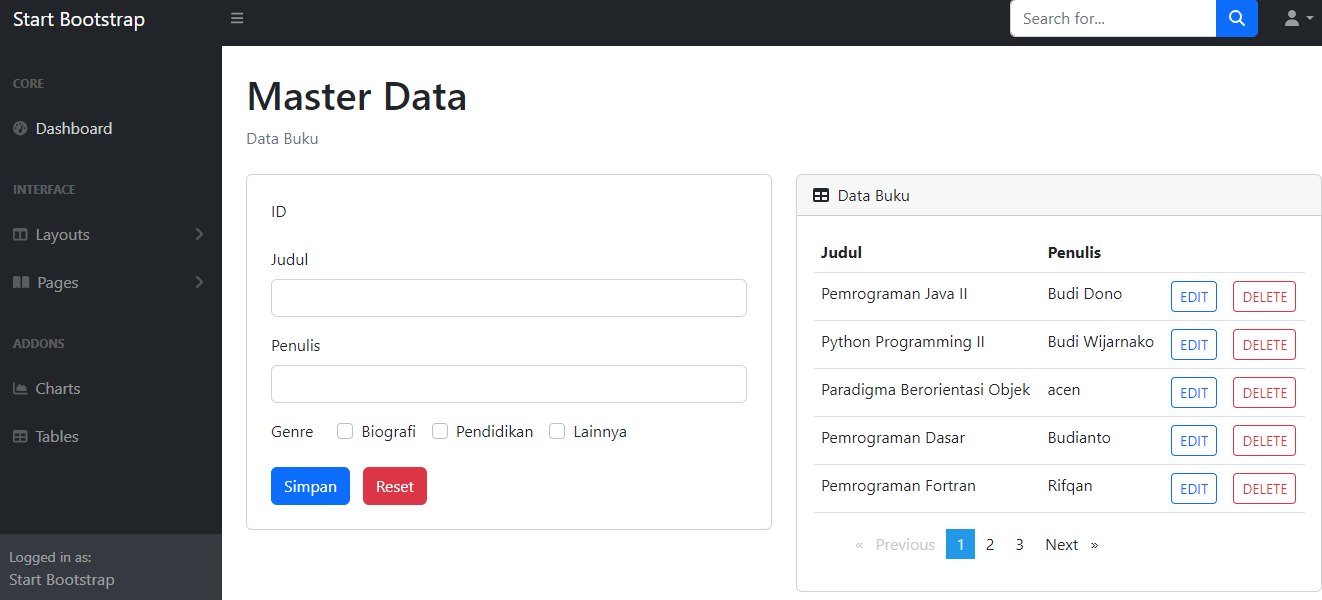 Start Bootstrap
Search for...
CORE
Dashboard
INTERFACE
Layouts
Pages
ADDONS
Charts
Tables
Logged in as:
Start Bootstrap
Master Data
Data Buku
ID
Judul
Penulis
Genre Biografi Pendidikan Lainnya
Simpan Reset
Data Buku
Judul Penulis
Pemrograman Java II Budi Dono EDIT DELETE
Python Programming II Budi Wijarnako EDIT DELETE
Paradigma Berorientasi Objek acen EDIT DELETE
Pemrograman Dasar Budianto EDIT DELETE
Pemrograman Fortran Rifqan EDIT DELETE
« Previous 1 2 3 Next »